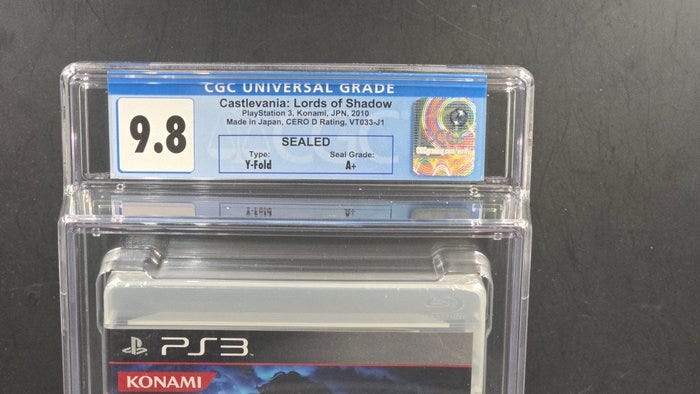 CGC UNIVERSAL GRADE
9.8
Castlevania: Lords of Shadow
PlayStation 3, Konami, JPN, 2010
Made in Japan, CERO D Rating, VT033-J1
SEALED
Type: Seal Grade:
Y-Fold A+
PS3
KONAMI